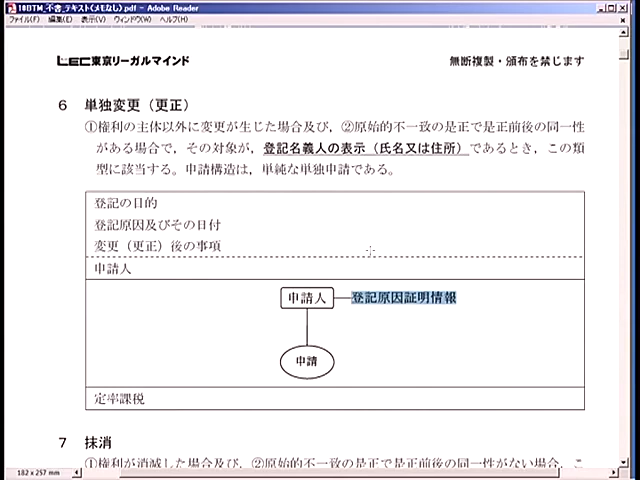 18BTM_不書_テキスト(メモなし).pdf - Adobe Reader
ファイル(F) 編集(E) 表示(V) ウィンドウ(W) ヘルプ(H)
LEC東京リーガルマインド 無断複製・頒布を禁じます
6 単独変更（更正）
①権利の主体以外に変更が生じた場合及び，②原始的不一致の是正で是正前後の同一性
がある場合で，その対象が，登記名義人の表示（氏名又は住所）であるとき，この類
型に該当する。申請構造は，単純な単独申請である。
登記の目的
登記原因及びその日付
変更（更正）後の事項
申請人
申請人 登記原因証明情報
申請
定率課税
7 抹消
①権利が消滅した場合及び，②原始的不一致の是正で是正前後の同一性がない場合，こ
182 x 257 mm